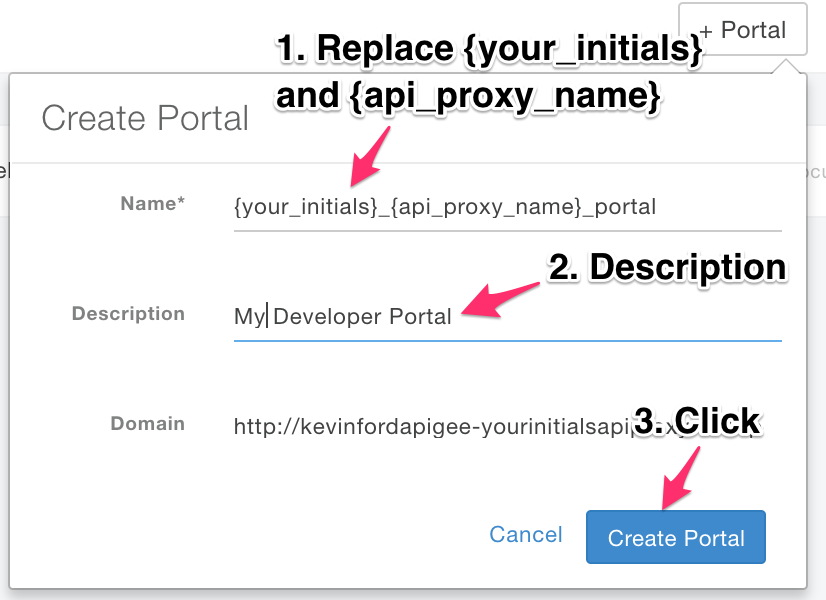 + Portal
1. Replace {your_initials}
and {api_proxy_name}
Create Portal
Name*
{your_initials}_{api_proxy_name}_portal
2. Description
Description
My Developer Portal
3. Click
Domain
http://kevinfordapigee-yourinitialsapi
Cancel
Create Portal